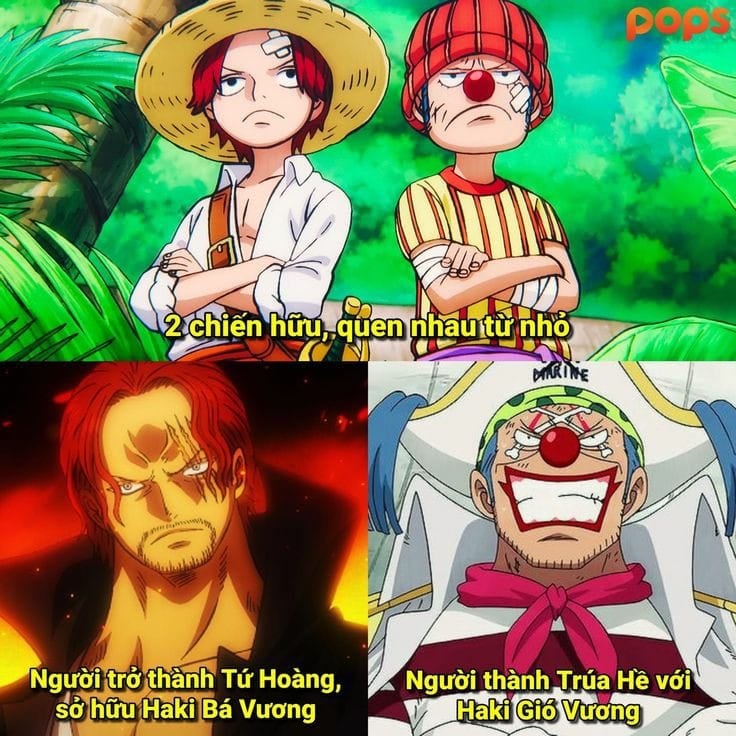 pops
2 chiến hữu, quen nhau từ nhỏ
MARINE
Người trở thành Tứ Hoàng,
sở hữu Haki Bá Vương
Người thành Trúa Hề với
Haki Gió Vương